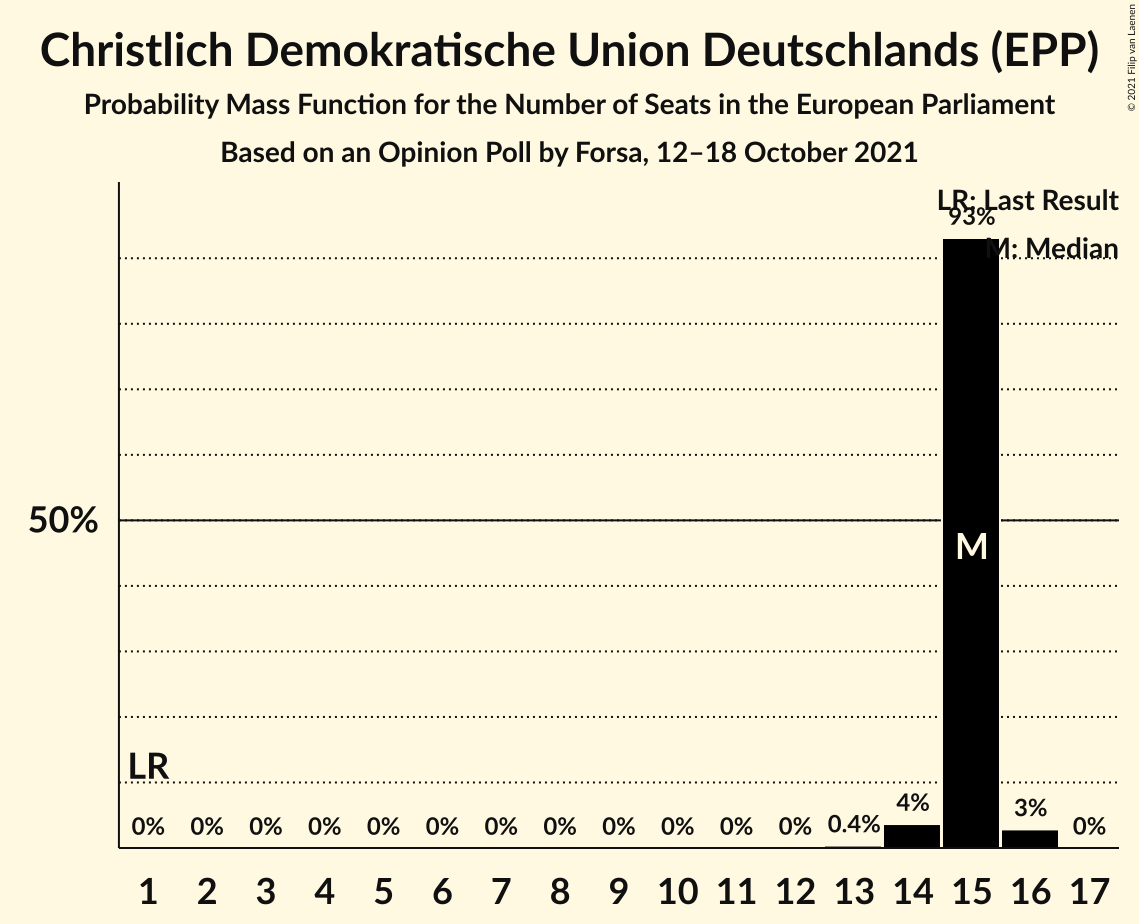 Christlich Demokratische Union Deutschlands (EPP)
Probability Mass Function for the Number of Seats in the European Parliament
Based on an Opinion Poll by Forsa, 12–18 October 2021
© 2021 Filip van Laenen
LR: Last Result
93%
M: Median
50%
M
LR
0% 0% 0% 0% 0% 0% 0% 0% 0% 0% 0% 0% 0.4% 4% 3% 0%
1 2 3 4 5 6 7 8 9 10 11 12 13 14 15 16 17